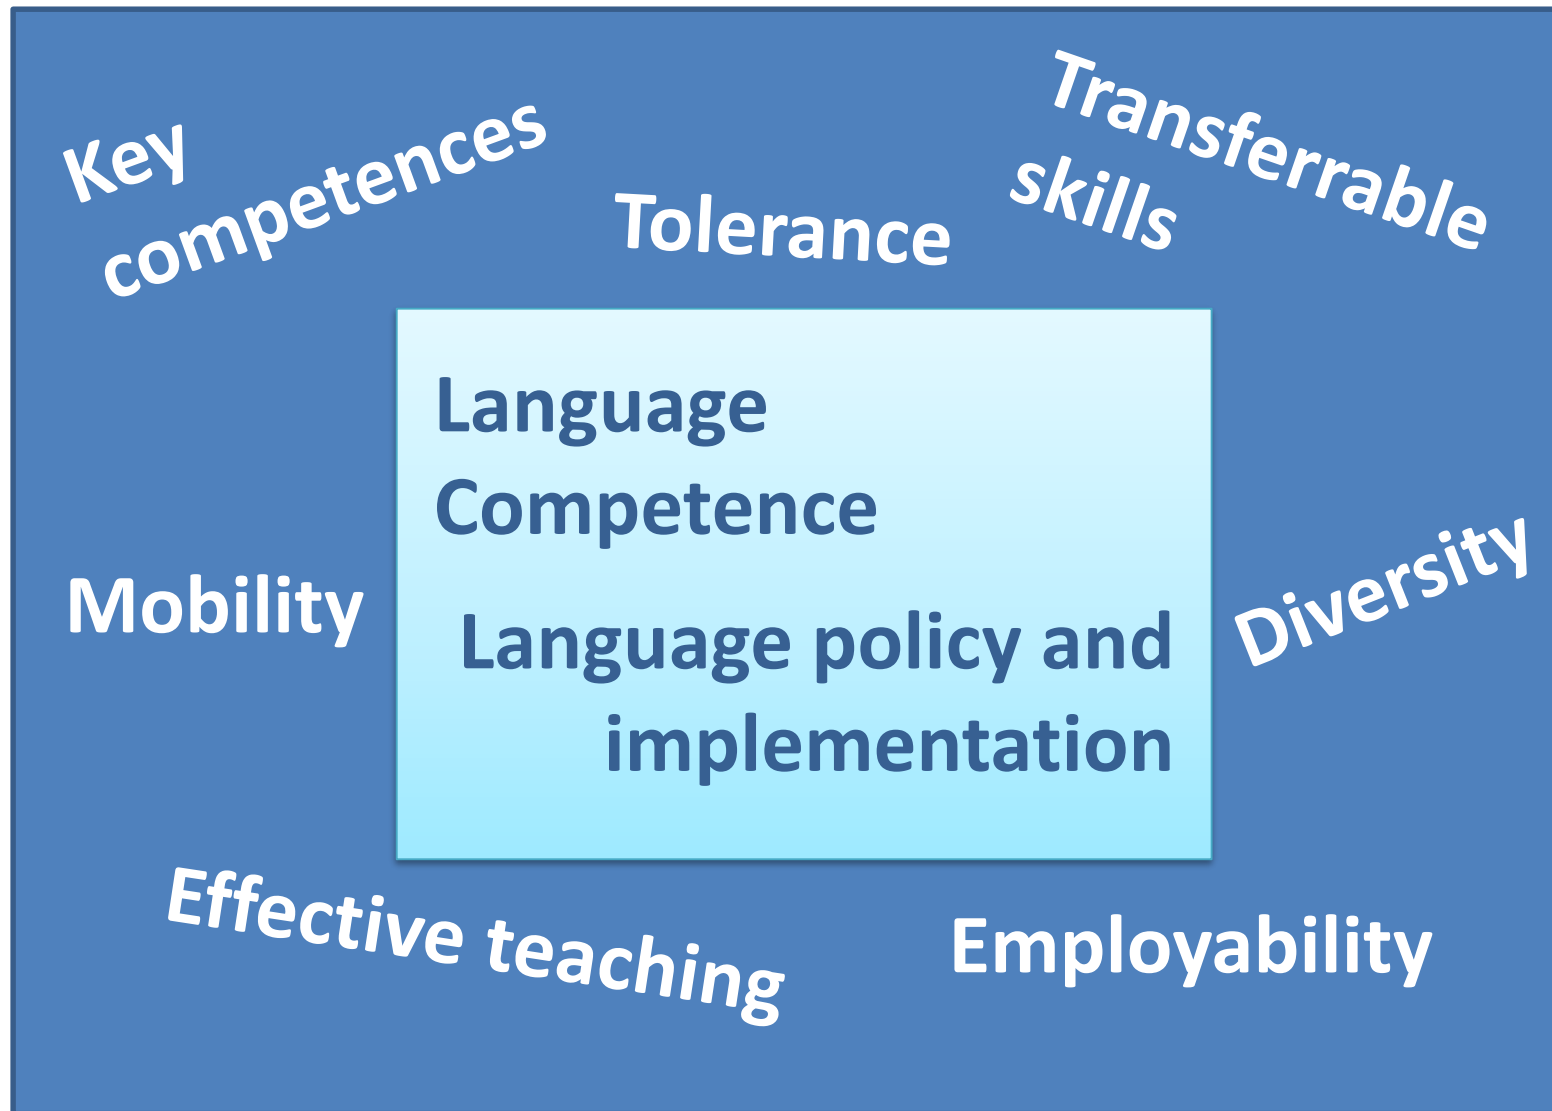 Key
competences
Tolerance
Transferrable
skills
Language
Competence
Language policy and
implementation
Mobility
Diversity
Effective teaching
Employability